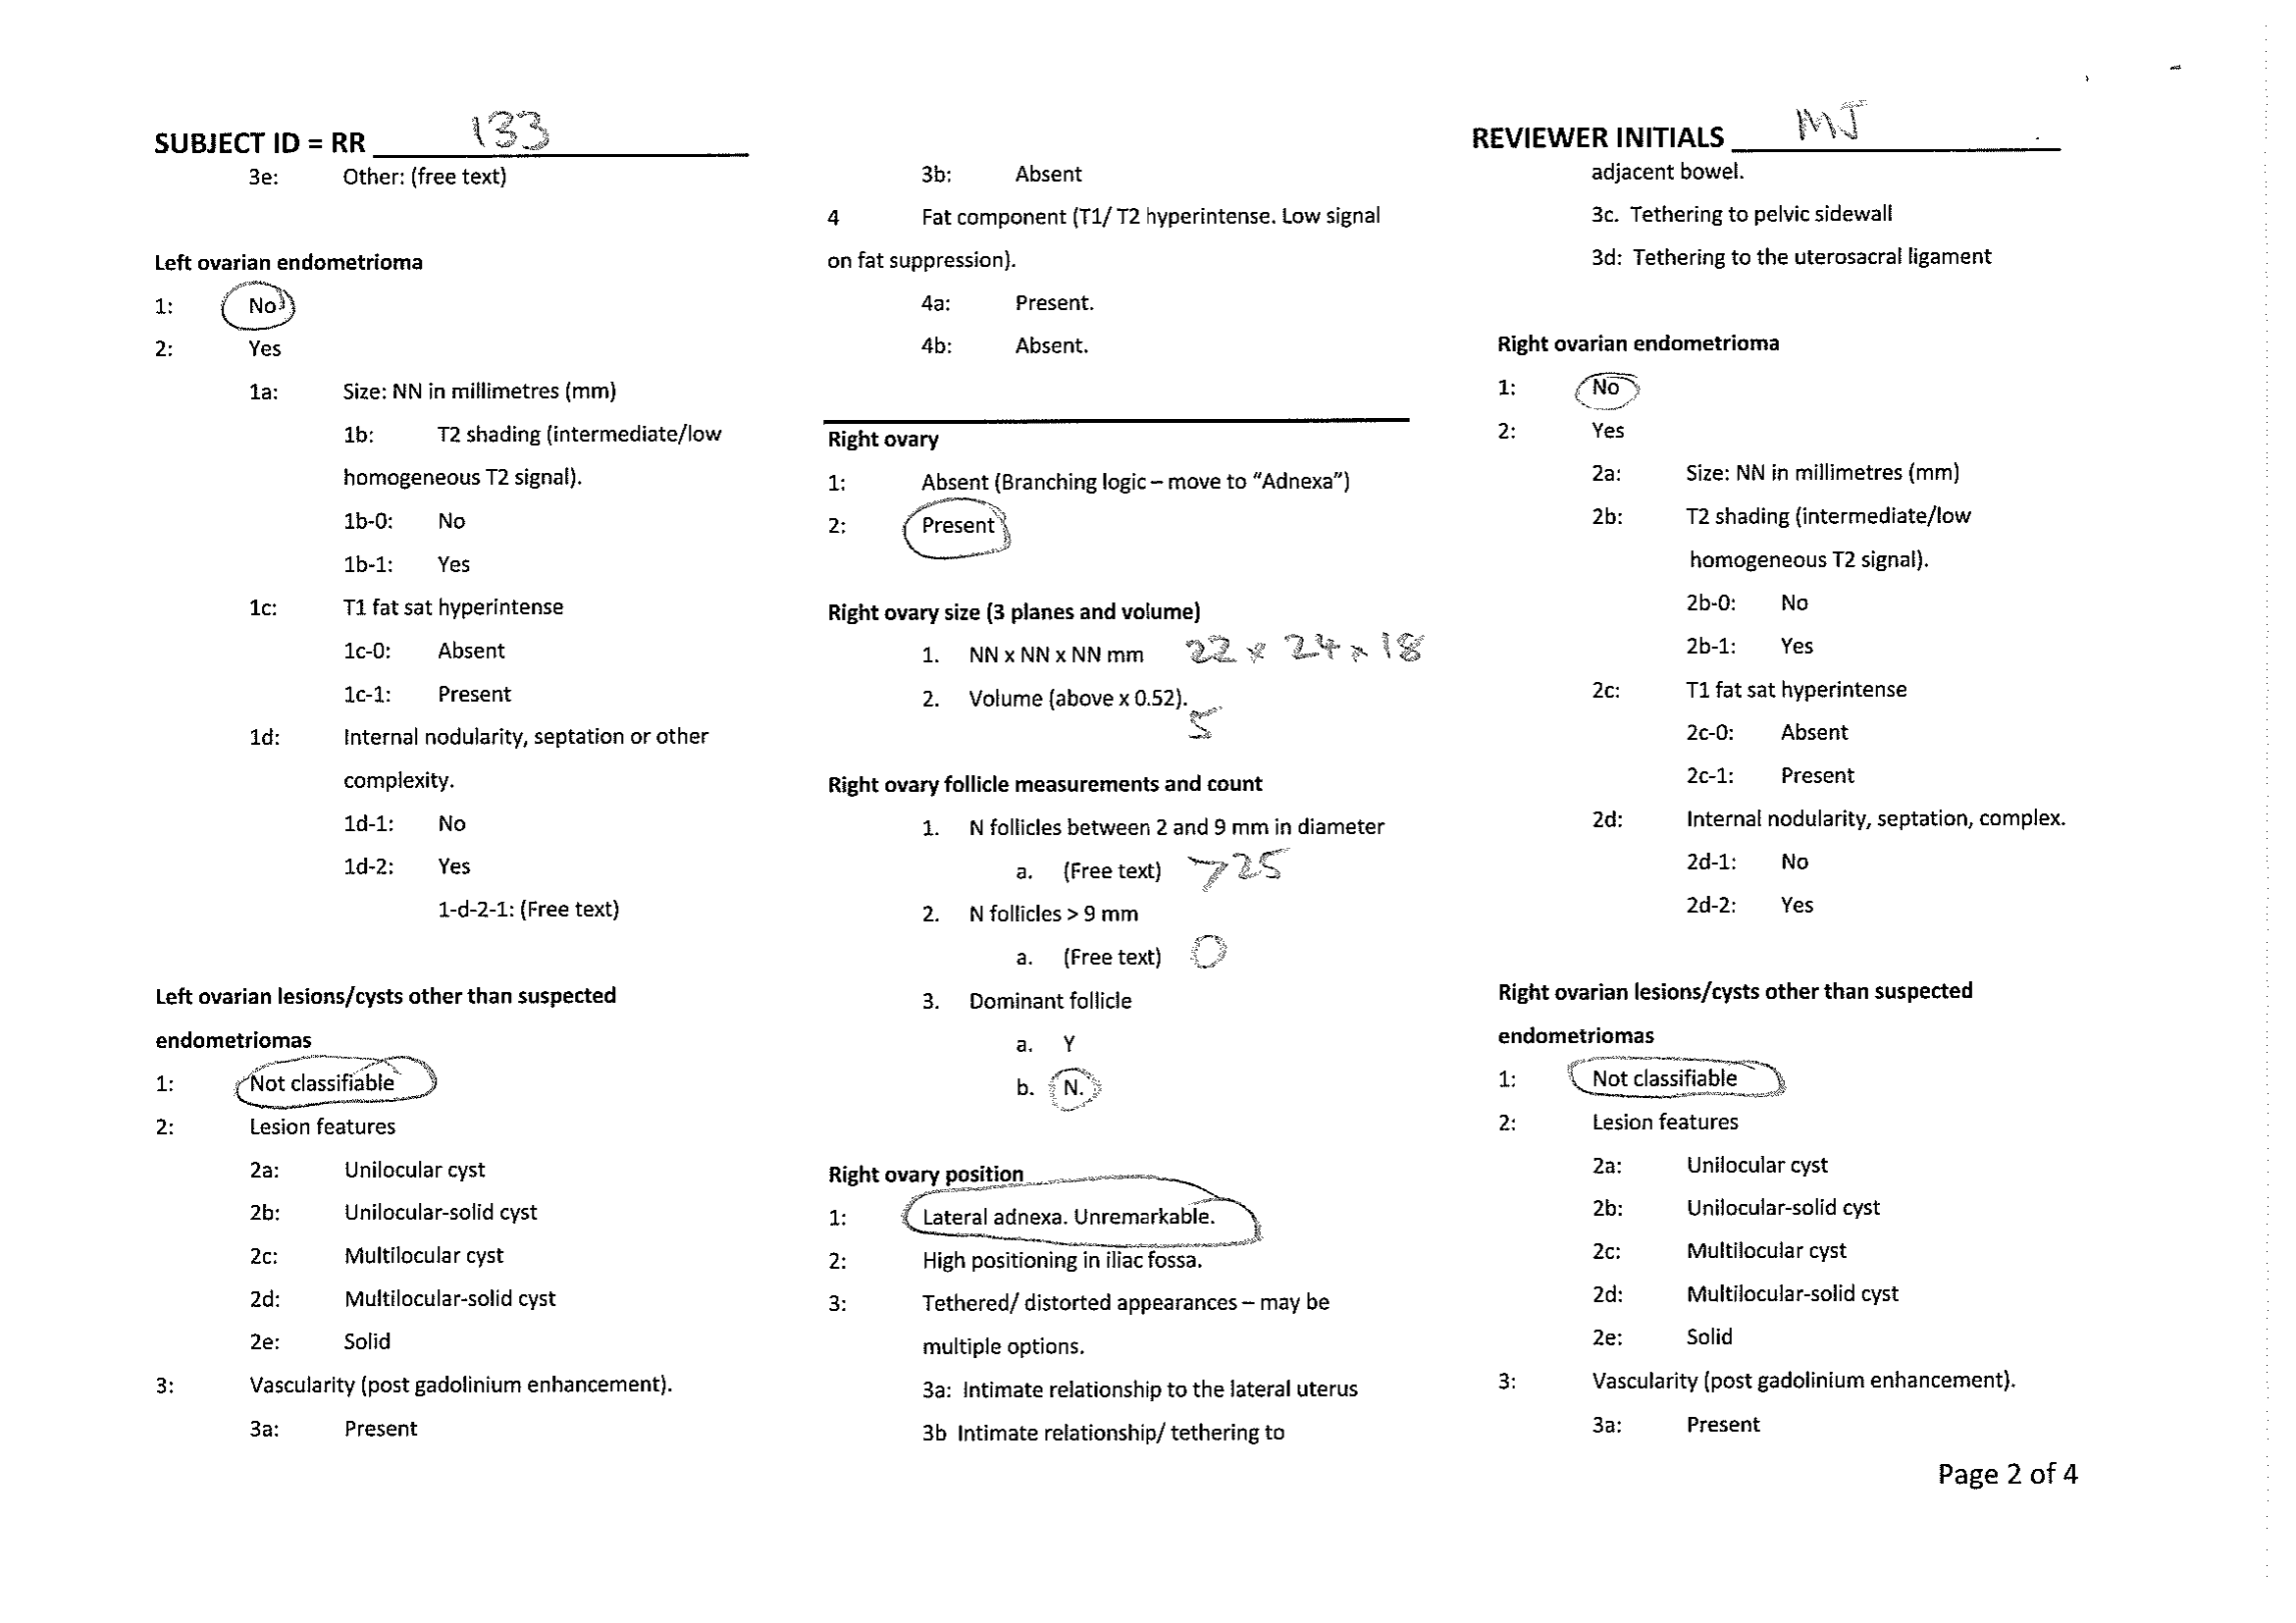 SUBJECT ID = RR 133
3e: Other: (free text)
Left ovarian endometrioma
1: No
2: Yes
1a: Size: NN in millimetres (mm)
1b: T2 shading (intermediate/low
homogeneous T2 signal).
1b-0: No
1b-1: Yes
1c: T1 fat sat hyperintense
1c-0: Absent
1c-1: Present
1d: Internal nodularity, septation or other
complexity.
1d-1: No
1d-2: Yes
1-d-2-1: (Free text)
Left ovarian lesions/cysts other than suspected
endometriomas
1: Not classifiable
2: Lesion features
2a: Unilocular cyst
2b: Unilocular-solid cyst
2c: Multilocular cyst
2d: Multilocular-solid cyst
2e: Solid
3: Vascularity (post gadolinium enhancement).
3a: Present
3b: Absent
4 Fat component (T1/ T2 hyperintense. Low signal
on fat suppression).
4a: Present.
4b: Absent.
Right ovary
1: Absent (Branching logic – move to “Adnexa”)
2: Present
Right ovary size (3 planes and volume)
1. NN x NN x NN mm 22 x 24 x 18
2. Volume (above x 0.52).
5
Right ovary follicle measurements and count
1. N follicles between 2 and 9 mm in diameter
a. (Free text) >25
2. N follicles > 9 mm
a. (Free text) 0
3. Dominant follicle
a. Y
b. N.
Right ovary position
1: Lateral adnexa. Unremarkable.
2: High positioning in iliac fossa.
3: Tethered/ distorted appearances – may be
multiple options.
3a: Intimate relationship to the lateral uterus
3b Intimate relationship/ tethering to
REVIEWER INITIALS MJ
adjacent bowel.
3c. Tethering to pelvic sidewall
3d: Tethering to the uterosacral ligament
Right ovarian endometrioma
1: No
2: Yes
2a: Size: NN in millimetres (mm)
2b: T2 shading (intermediate/low
homogeneous T2 signal).
2b-0: No
2b-1: Yes
2c: T1 fat sat hyperintense
2c-0: Absent
2c-1: Present
2d: Internal nodularity, septation, complex.
2d-1: No
2d-2: Yes
Right ovarian lesions/cysts other than suspected
endometriomas
1: Not classifiable
2: Lesion features
2a: Unilocular cyst
2b: Unilocular-solid cyst
2c: Multilocular cyst
2d: Multilocular-solid cyst
2e: Solid
3: Vascularity (post gadolinium enhancement).
3a: Present
Page 2 of 4